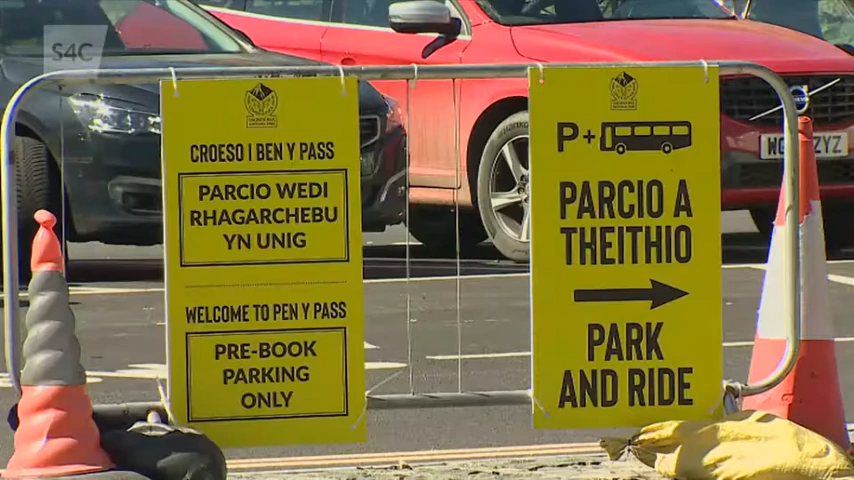 S4C
CROESO I BEN Y PASS
PARCIO WEDI
RHAGARCHEBU
YN UNIG
WELCOME TO PEN Y PASS
PRE-BOOK
PARKING
ONLY
P+
PARCIO A
THEITHIO
PARK
AND RIDE